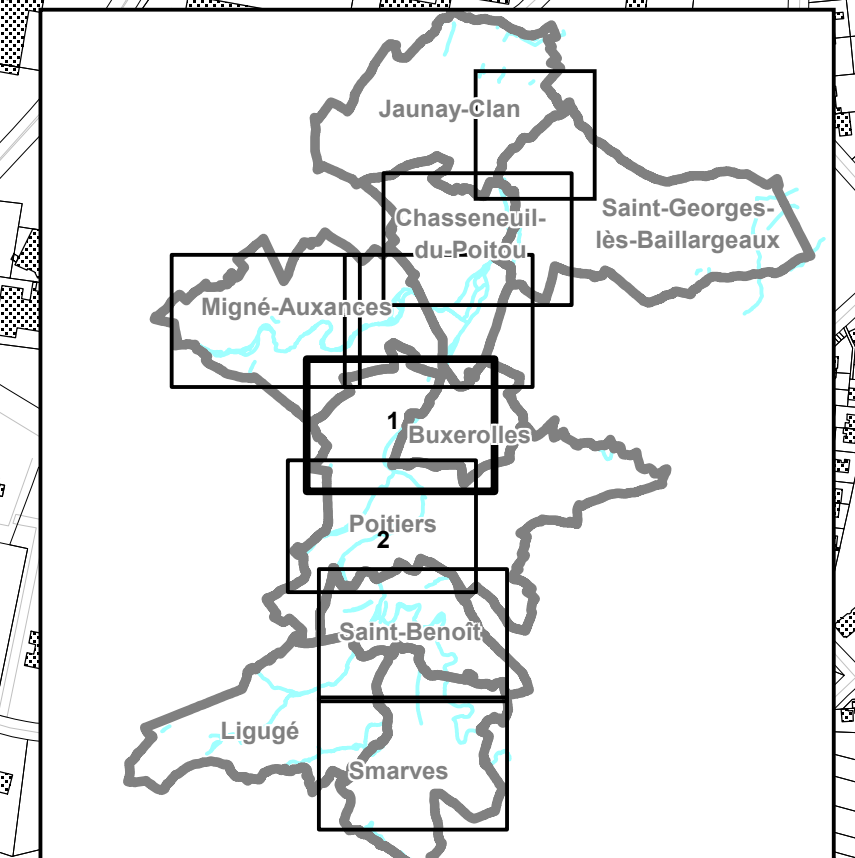 Jaunay-Clan
Chasseneuil-
du-Poitou
Saint-Georges-
lès-Baillargeaux
Migné-Auxances
1
Buxerolles
Poitiers
2
Saint-Benoît
Ligugé
Smarves